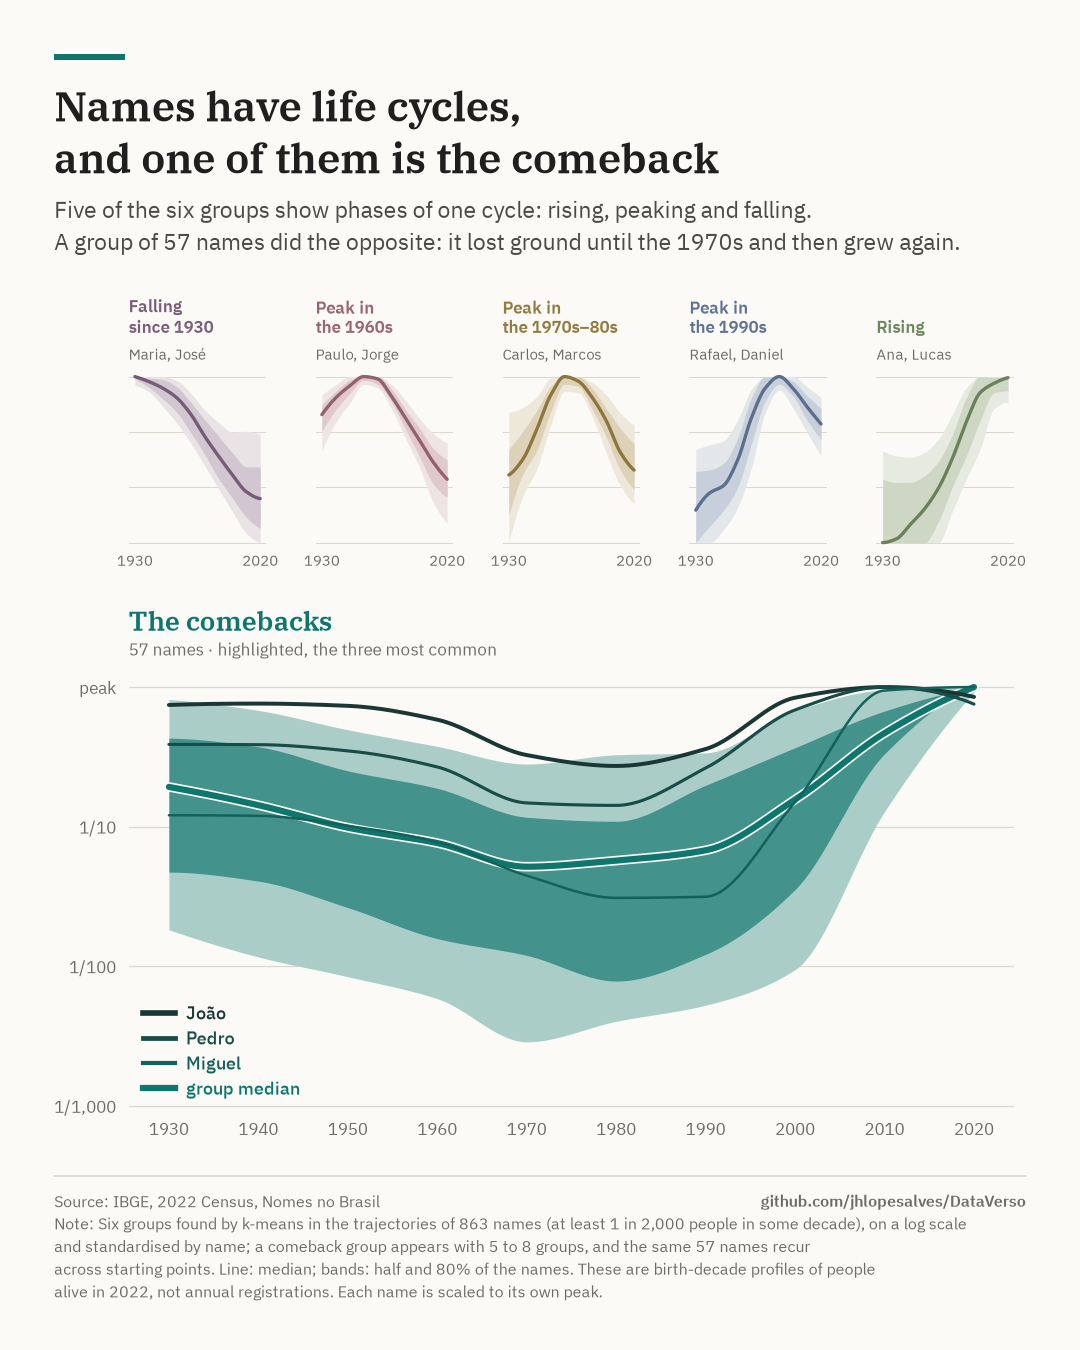 Names have life cycles,
and one of them is the comeback
Five of the six groups show phases of one cycle: rising, peaking and falling.
A group of 57 names did the opposite: it lost ground until the 1970s and then grew again.
Falling
since 1930
Maria, José
Peak in
the 1960s
Paulo, Jorge
Peak in
the 1970s–80s
Carlos, Marcos
Peak in
the 1990s
Rafael, Daniel
Rising
Ana, Lucas
1930 2020 1930 2020 1930 2020 1930 2020 1930 2020
The comebacks
57 names · highlighted, the three most common
peak
1/10
1/100
João
Pedro
Miguel
group median
1/1,000
1930 1940 1950 1960 1970 1980 1990 2000 2010 2020
Source: IBGE, 2022 Census, Nomes no Brasil
github.com/jhlopesalves/DataVerso
Note: Six groups found by k-means in the trajectories of 863 names (at least 1 in 2,000 people in some decade), on a log scale
and standardised by name; a comeback group appears with 5 to 8 groups, and the same 57 names recur
across starting points. Line: median; bands: half and 80% of the names. These are birth-decade profiles of people
alive in 2022, not annual registrations. Each name is scaled to its own peak.